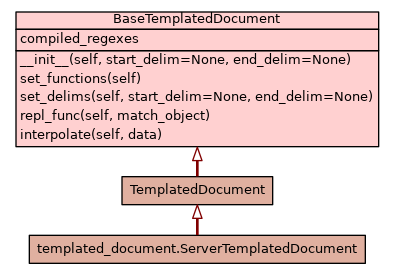 BaseTemplatedDocument
compiled_regexes
__init__(self, start_delim=None, end_delim=None)
set_functions(self)
set_delims(self, start_delim=None, end_delim=None)
repl_func(self, match_object)
interpolate(self, data)
TemplatedDocument
templated_document.ServerTemplatedDocument